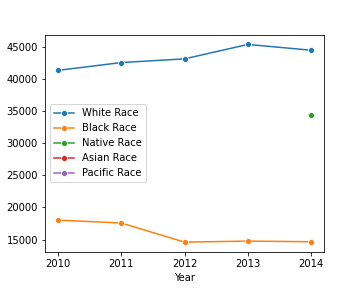 45000
40000
35000
30000
25000
20000
15000
White Race
Black Race
Native Race
Asian Race
Pacific Race
2010 2011 2012 2013 2014
Year